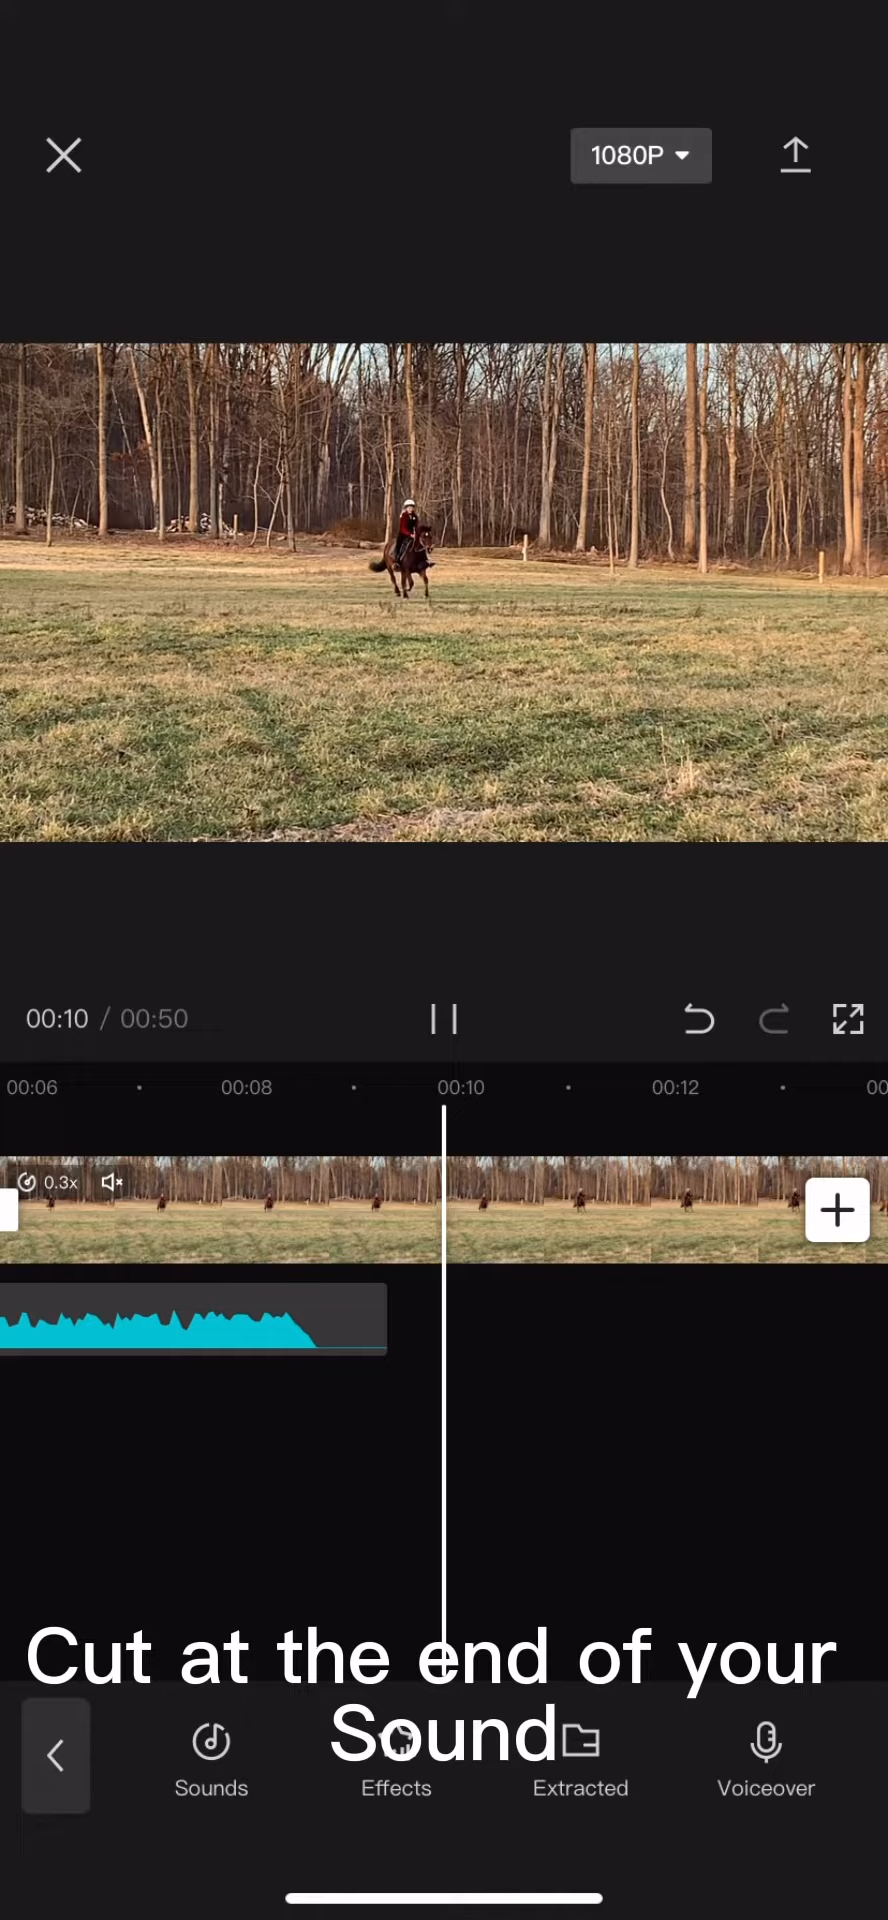 1080P
00:10 / 00:50
00:06 00:08 00:10 00:12 00
0.3x
Cut at the end of your
Sound
Sounds Effects Extracted Voiceover